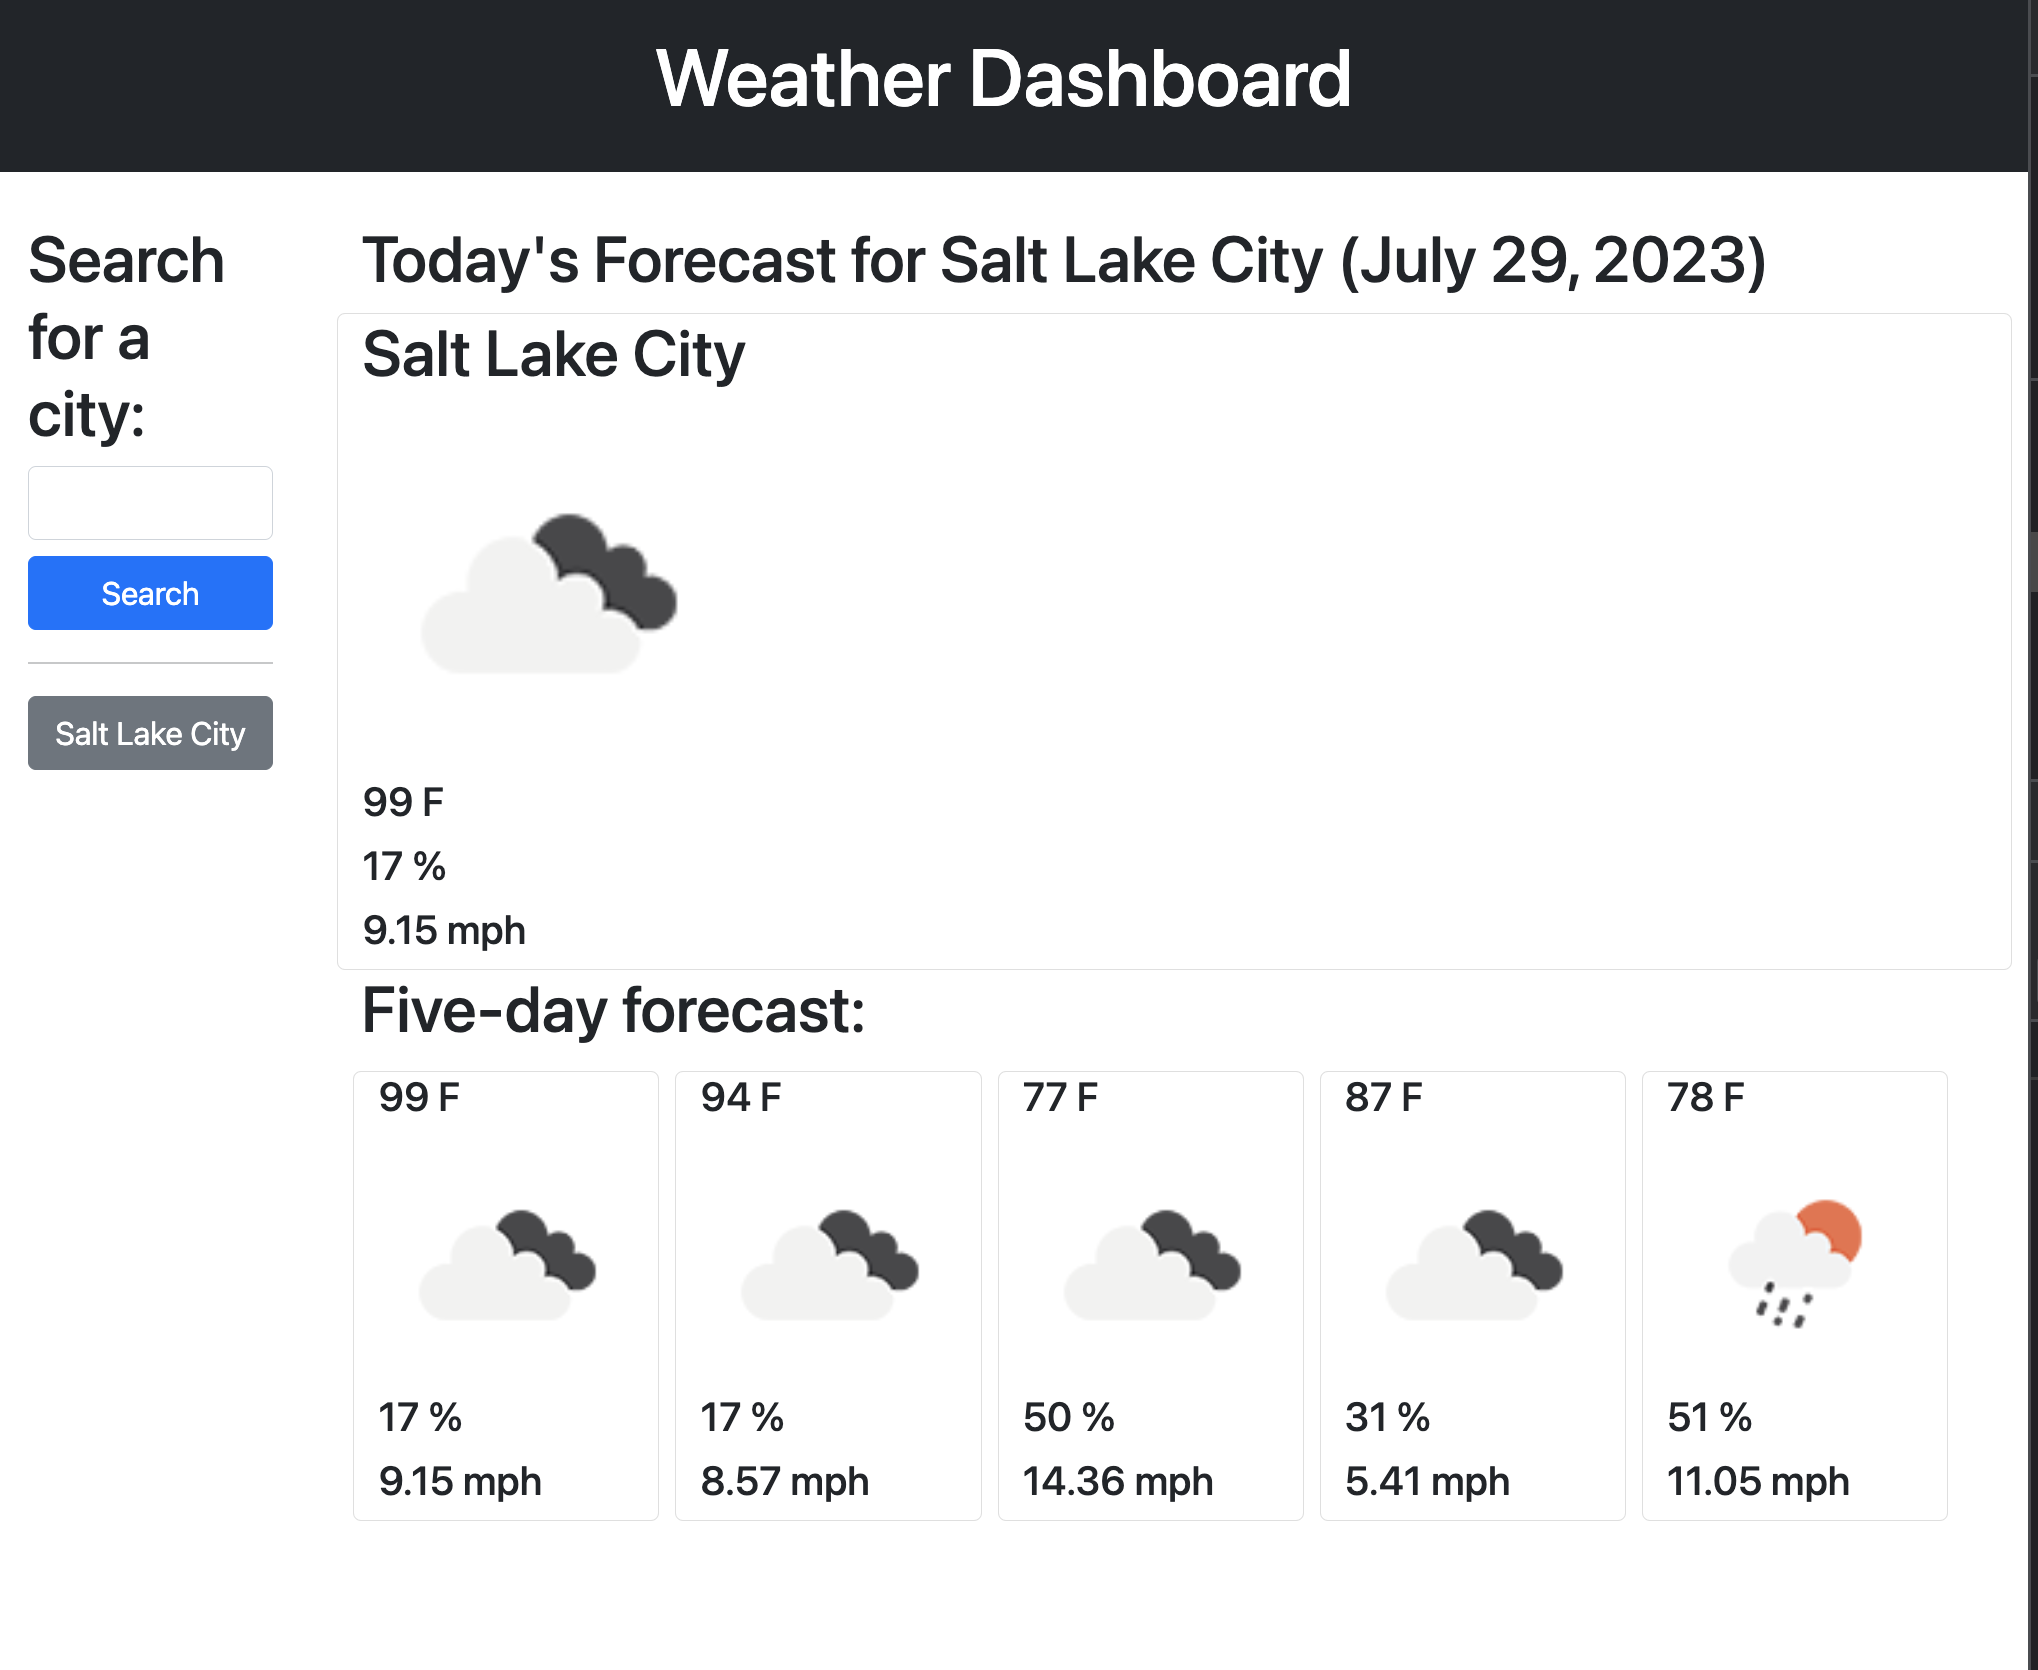 Weather Dashboard
Search
for a
city:
Search
Salt Lake City
Today's Forecast for Salt Lake City (July 29, 2023)
Salt Lake City
99 F
17 %
9.15 mph
Five-day forecast:
99 F
17 %
9.15 mph
94 F
17 %
8.57 mph
77 F
50 %
14.36 mph
87 F
31 %
5.41 mph
78 F
51 %
11.05 mph